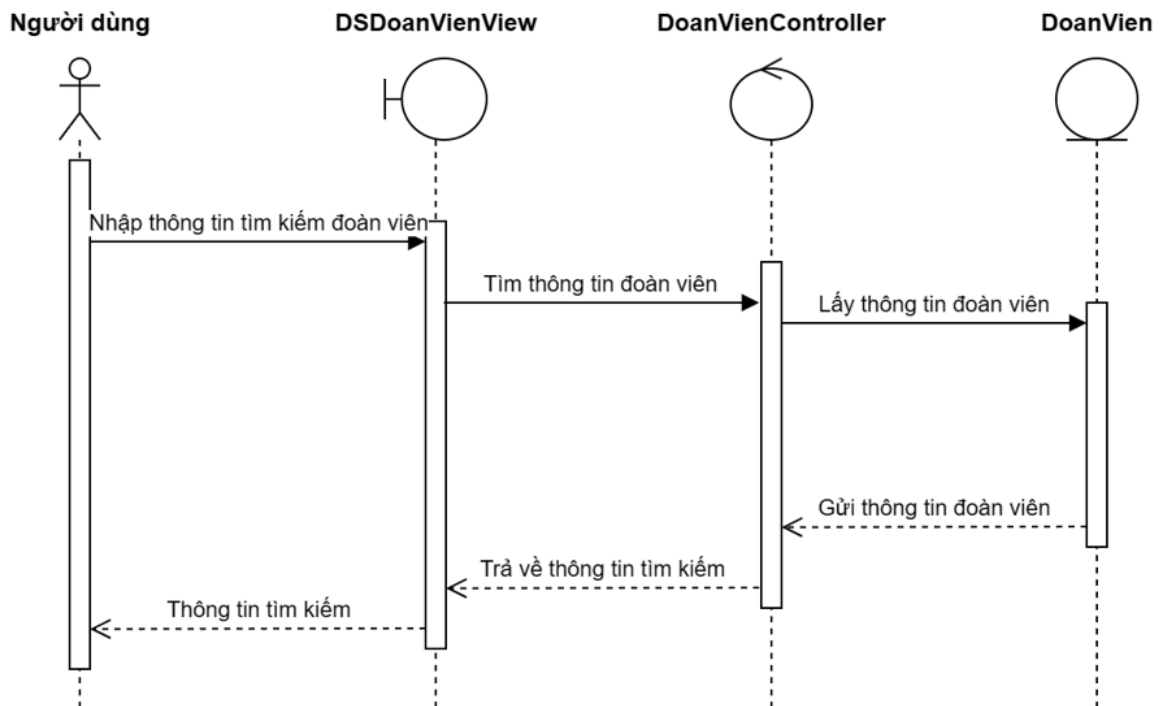 Người dùng
DSDoanVienView
DoanVienController
DoanVien
Nhập thông tin tìm kiếm đoàn viên
Tìm thông tin đoàn viên
Lấy thông tin đoàn viên
Gửi thông tin đoàn viên
Trả về thông tin tìm kiếm
Thông tin tìm kiếm